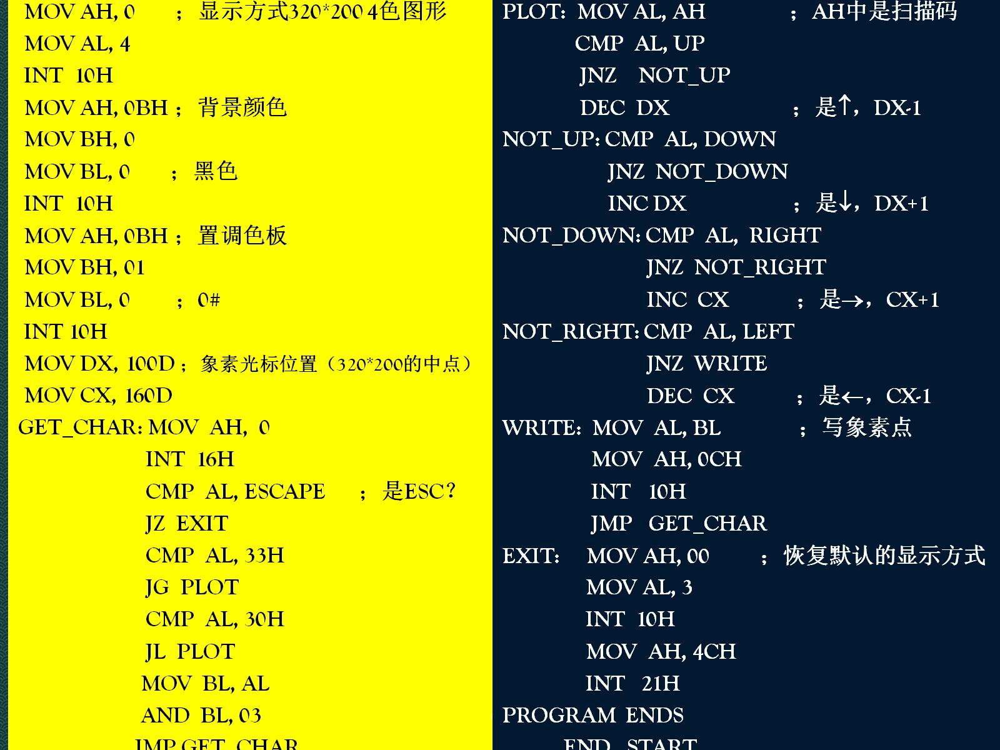 MOV AH, 0 ；显示方式320*200 4色图形
MOV AL, 4
INT 10H
MOV AH, 0BH ；背景颜色
MOV BH, 0
MOV BL, 0 ；黑色
INT 10H
MOV AH, 0BH ；置调色板
MOV BH, 01
MOV BL, 0 ；0#
INT 10H
MOV DX, 100D ；象素光标位置（320*200的中点）
MOV CX, 160D
GET_CHAR: MOV AH, 0
INT 16H
CMP AL, ESCAPE ；是ESC？
JZ EXIT
CMP AL, 33H
JG PLOT
CMP AL, 30H
JL PLOT
MOV BL, AL
AND BL, 03
JMP GET_CHAR
PLOT: MOV AL, AH ；AH中是扫描码
CMP AL, UP
JNZ NOT_UP
DEC DX ；是↑，DX-1
NOT_UP: CMP AL, DOWN
JNZ NOT_DOWN
INC DX ；是↓，DX+1
NOT_DOWN: CMP AL, RIGHT
JNZ NOT_RIGHT
INC CX ；是→，CX+1
NOT_RIGHT: CMP AL, LEFT
JNZ WRITE
DEC CX ；是←，CX-1
WRITE: MOV AL, BL ；写象素点
MOV AH, 0CH
INT 10H
JMP GET_CHAR
EXIT: MOV AH, 00 ；恢复默认的显示方式
MOV AL, 3
INT 10H
MOV AH, 4CH
INT 21H
PROGRAM ENDS
END START